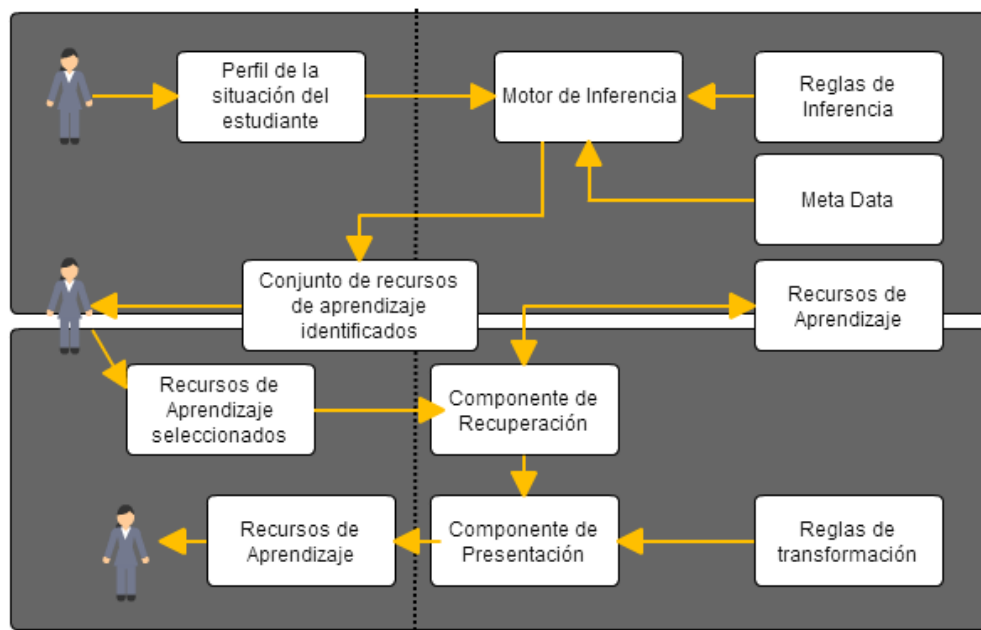 Perfil de la
situación del
estudiante
Motor de Inferencia
Reglas de
Inferencia
Meta Data
Conjunto de recursos
de aprendizaje
identificados
Recursos de
Aprendizaje
Recursos de
Aprendizaje
seleccionados
Componente de
Recuperación
Recursos de
Aprendizaje
Componente de
Presentación
Reglas de
transformación